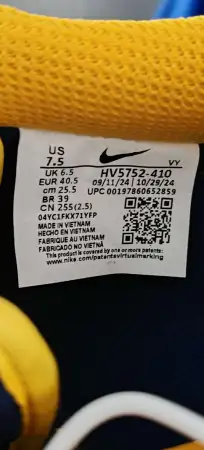 US
7.5
VY
UK 6.5
EUR 40.5
cm 25.5
BR 39
CN 255(2.5)
HV5752-410
09/11/24 | 10/29/24
UPC 00197860652859
04YC1FKX71YFP
MADE IN VIETNAM
HECHO EN VIETNAM
FABRIQUE AU VIETNAM
FABRICADO NO VIETNÃ
This product is covered by one or more patents:
www.nike.com/patentsvirtualmarking